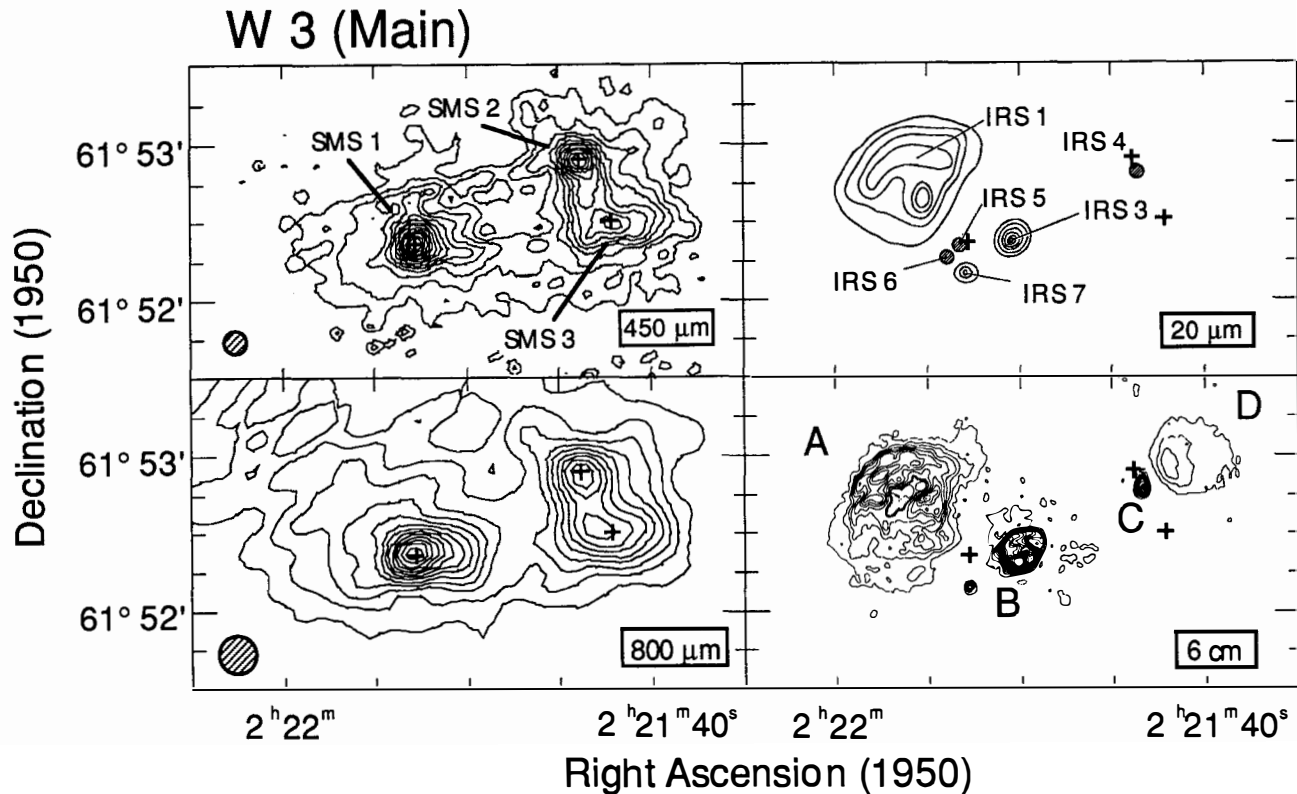 W 3 (Main)
SMS 1
SMS 2
SMS 3
450 μm
IRS 1
IRS 4
IRS 5
IRS 3
IRS 6
IRS 7
20 μm
61° 53'
61° 52'
800 μm
A
B
C
D
6 cm
61° 53'
61° 52'
2 ʰ22ᵐ
2 ʰ21ᵐ40ˢ
2 ʰ22ᵐ
2 ʰ21ᵐ40ˢ
Declination (1950)
Right Ascension (1950)